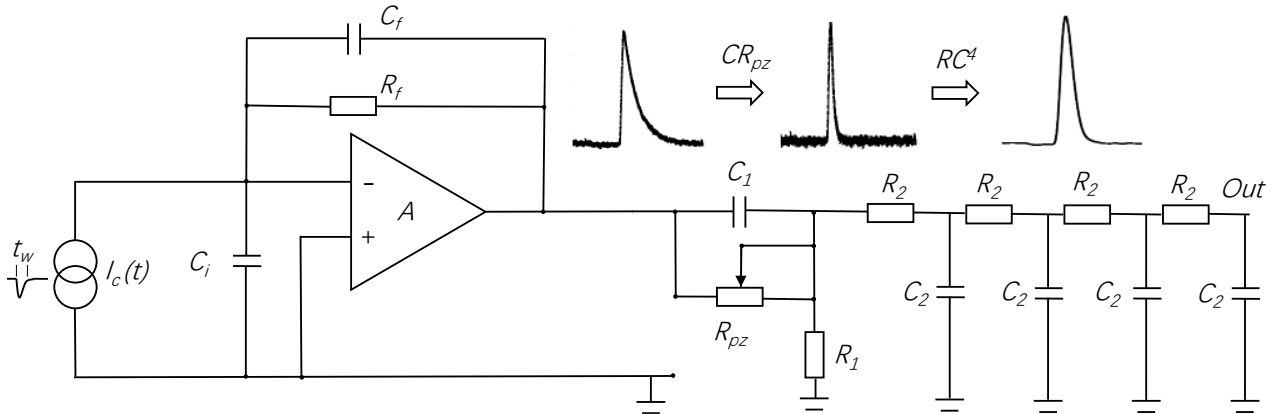 C_f
R_f
CR_pz
RC^4
−
A
+
t_w
I_c(t)
C_i
C_1
R_pz
R_1
R_2
R_2
R_2
R_2
Out
C_2
C_2
C_2
C_2